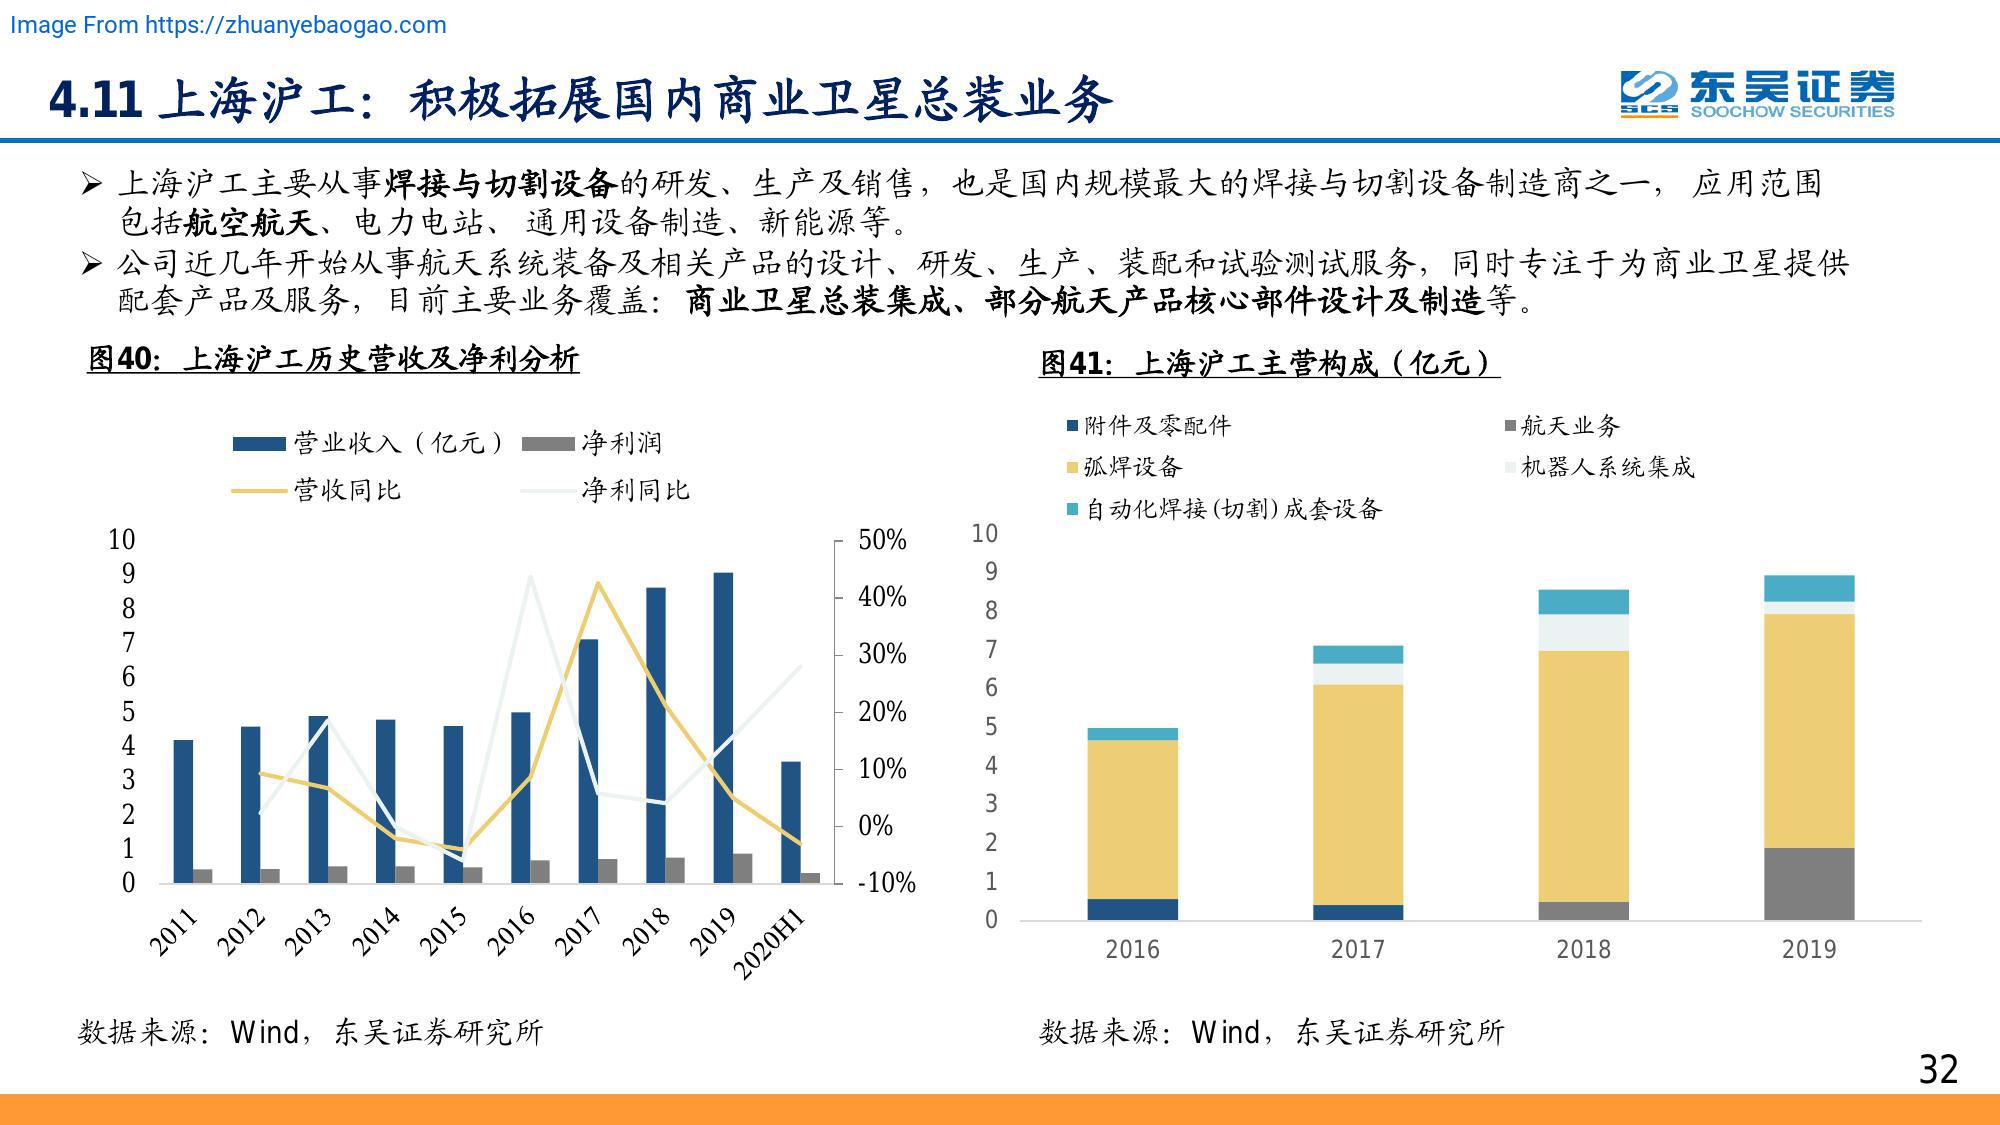 Image From https://zhuanyebaogao.com
4.11 上海沪工：积极拓展国内商业卫星总装业务
东吴证券
SCS
SOOCHOW SECURITIES
上海沪工主要从事焊接与切割设备的研发、生产及销售，也是国内规模最大的焊接与切割设备制造商之一， 应用范围
包括航空航天、电力电站、 通用设备制造、新能源等。
公司近几年开始从事航天系统装备及相关产品的设计、研发、生产、装配和试验测试服务，同时专注于为商业卫星提供
配套产品及服务，目前主要业务覆盖：商业卫星总装集成、部分航天产品核心部件设计及制造等。
图40：上海沪工历史营收及净利分析
营业收入（亿元） 净利润
营收同比 净利同比
10
9
8
7
6
5
4
3
2
1
0
50%
40%
30%
20%
10%
0%
-10%
2011 2012 2013 2014 2015 2016 2017 2018 2019 2020H1
数据来源：Wind，东吴证券研究所
图41：上海沪工主营构成（亿元）
附件及零配件 航天业务
弧焊设备 机器人系统集成
自动化焊接(切割)成套设备
10
9
8
7
6
5
4
3
2
1
0
2016 2017 2018 2019
数据来源：Wind，东吴证券研究所
32